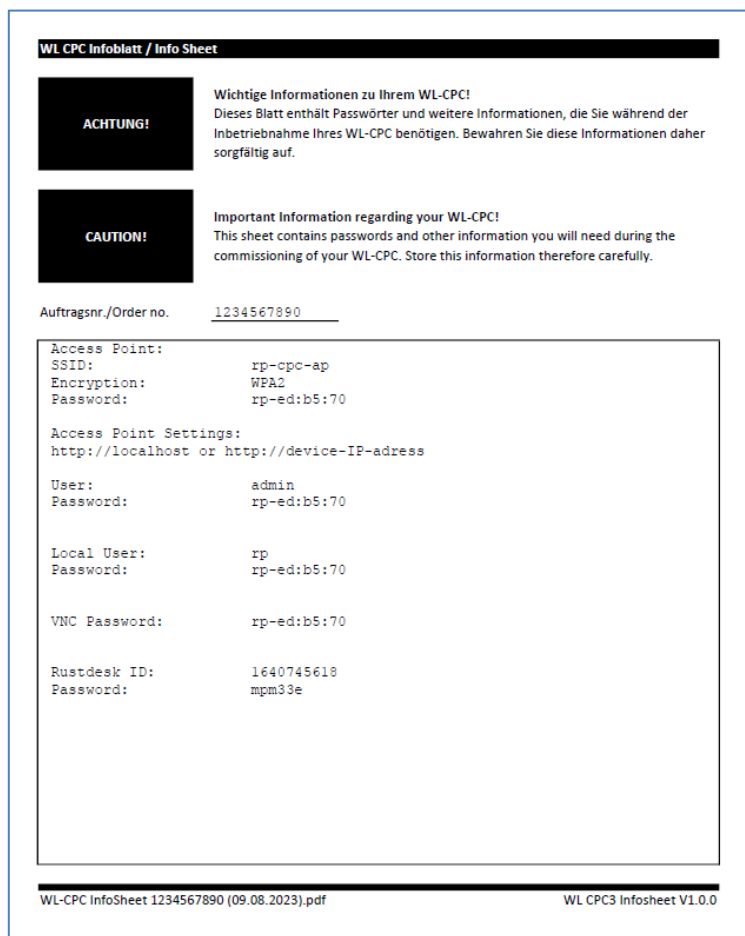 WL CPC Infoblatt / Info Sheet
ACHTUNG!
Wichtige Informationen zu Ihrem WL-CPC!
Dieses Blatt enthält Passwörter und weitere Informationen, die Sie während der
Inbetriebnahme Ihres WL-CPC benötigen. Bewahren Sie diese Informationen daher
sorgfältig auf.
CAUTION!
Important Information regarding your WL-CPC!
This sheet contains passwords and other information you will need during the
commissioning of your WL-CPC. Store this information therefore carefully.
Auftragsnr./Order no. 1234567890
Access Point:
SSID: rp-cpc-ap
Encryption: WPA2
Password: rp-ed:b5:70
Access Point Settings:
http://localhost or http://device-IP-adress
User: admin
Password: rp-ed:b5:70
Local User: rp
Password: rp-ed:b5:70
VNC Password: rp-ed:b5:70
Rustdesk ID: 1640745618
Password: mpm33e
WL-CPC InfoSheet 1234567890 (09.08.2023).pdf WL CPC3 Infosheet V1.0.0